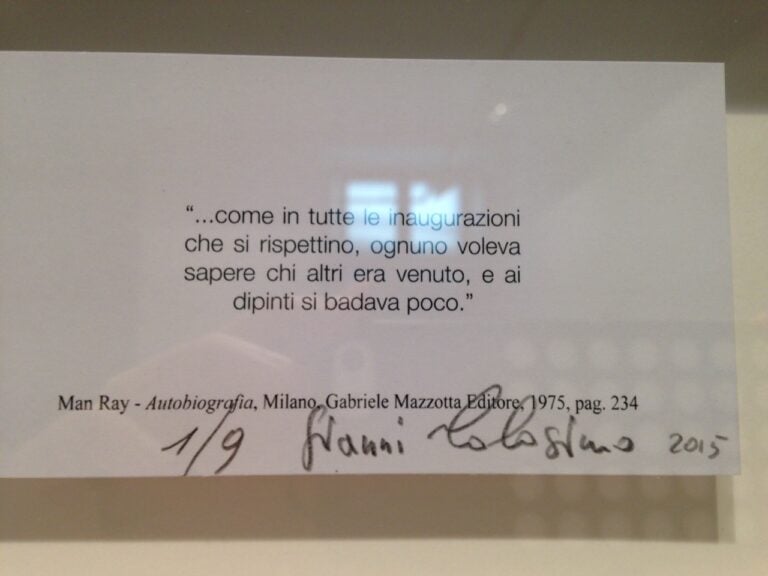 “...come in tutte le inaugurazioni
che si rispettino, ognuno voleva
sapere chi altri era venuto, e ai
dipinti si badava poco.”
Man Ray - Autobiografia, Milano, Gabriele Mazzotta Editore, 1975, pag. 234
1/9 Gianni 2015